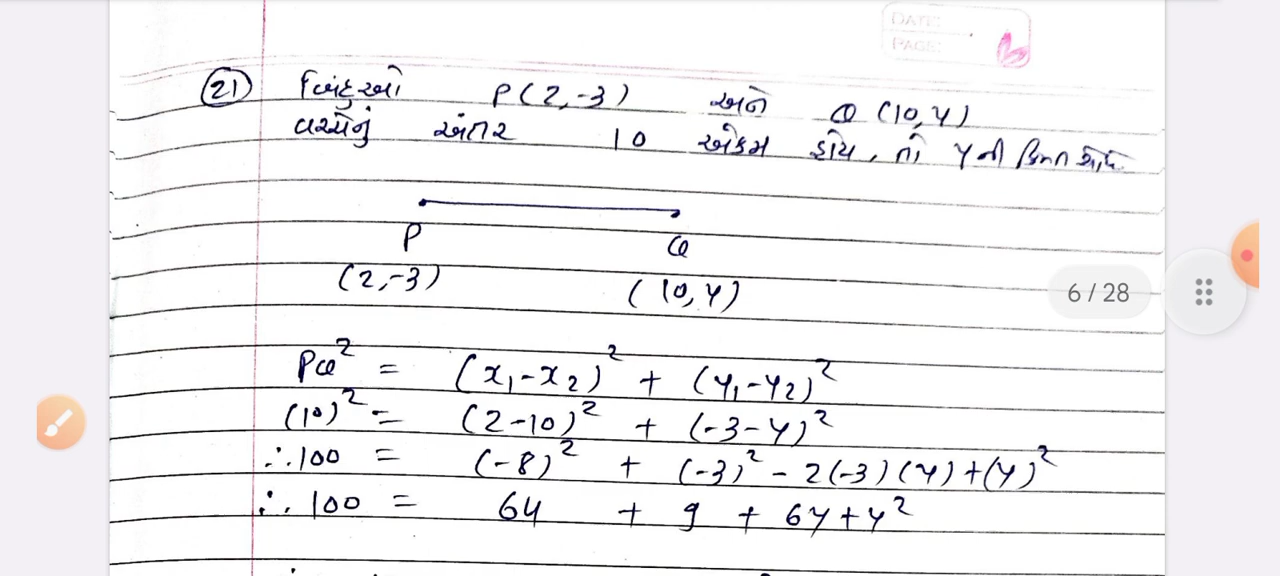 DATE:
PAGE:
(21) બિંદુઓ P(2,-3) અને Q (10,y)
વચ્ચેનું અંતર 10 એકમ હોય, તો y ની કિંમત શોધો
P Q
(2,-3) (10,y)
6 / 28
PQ² = (x₁-x₂)² + (y₁-y₂)²
(10)² = (2-10)² + (-3-y)²
∴100 = (-8)² + (-3)² - 2(-3)(y)+(y)²
∴ 100 = 64 + 9 + 6y+y²